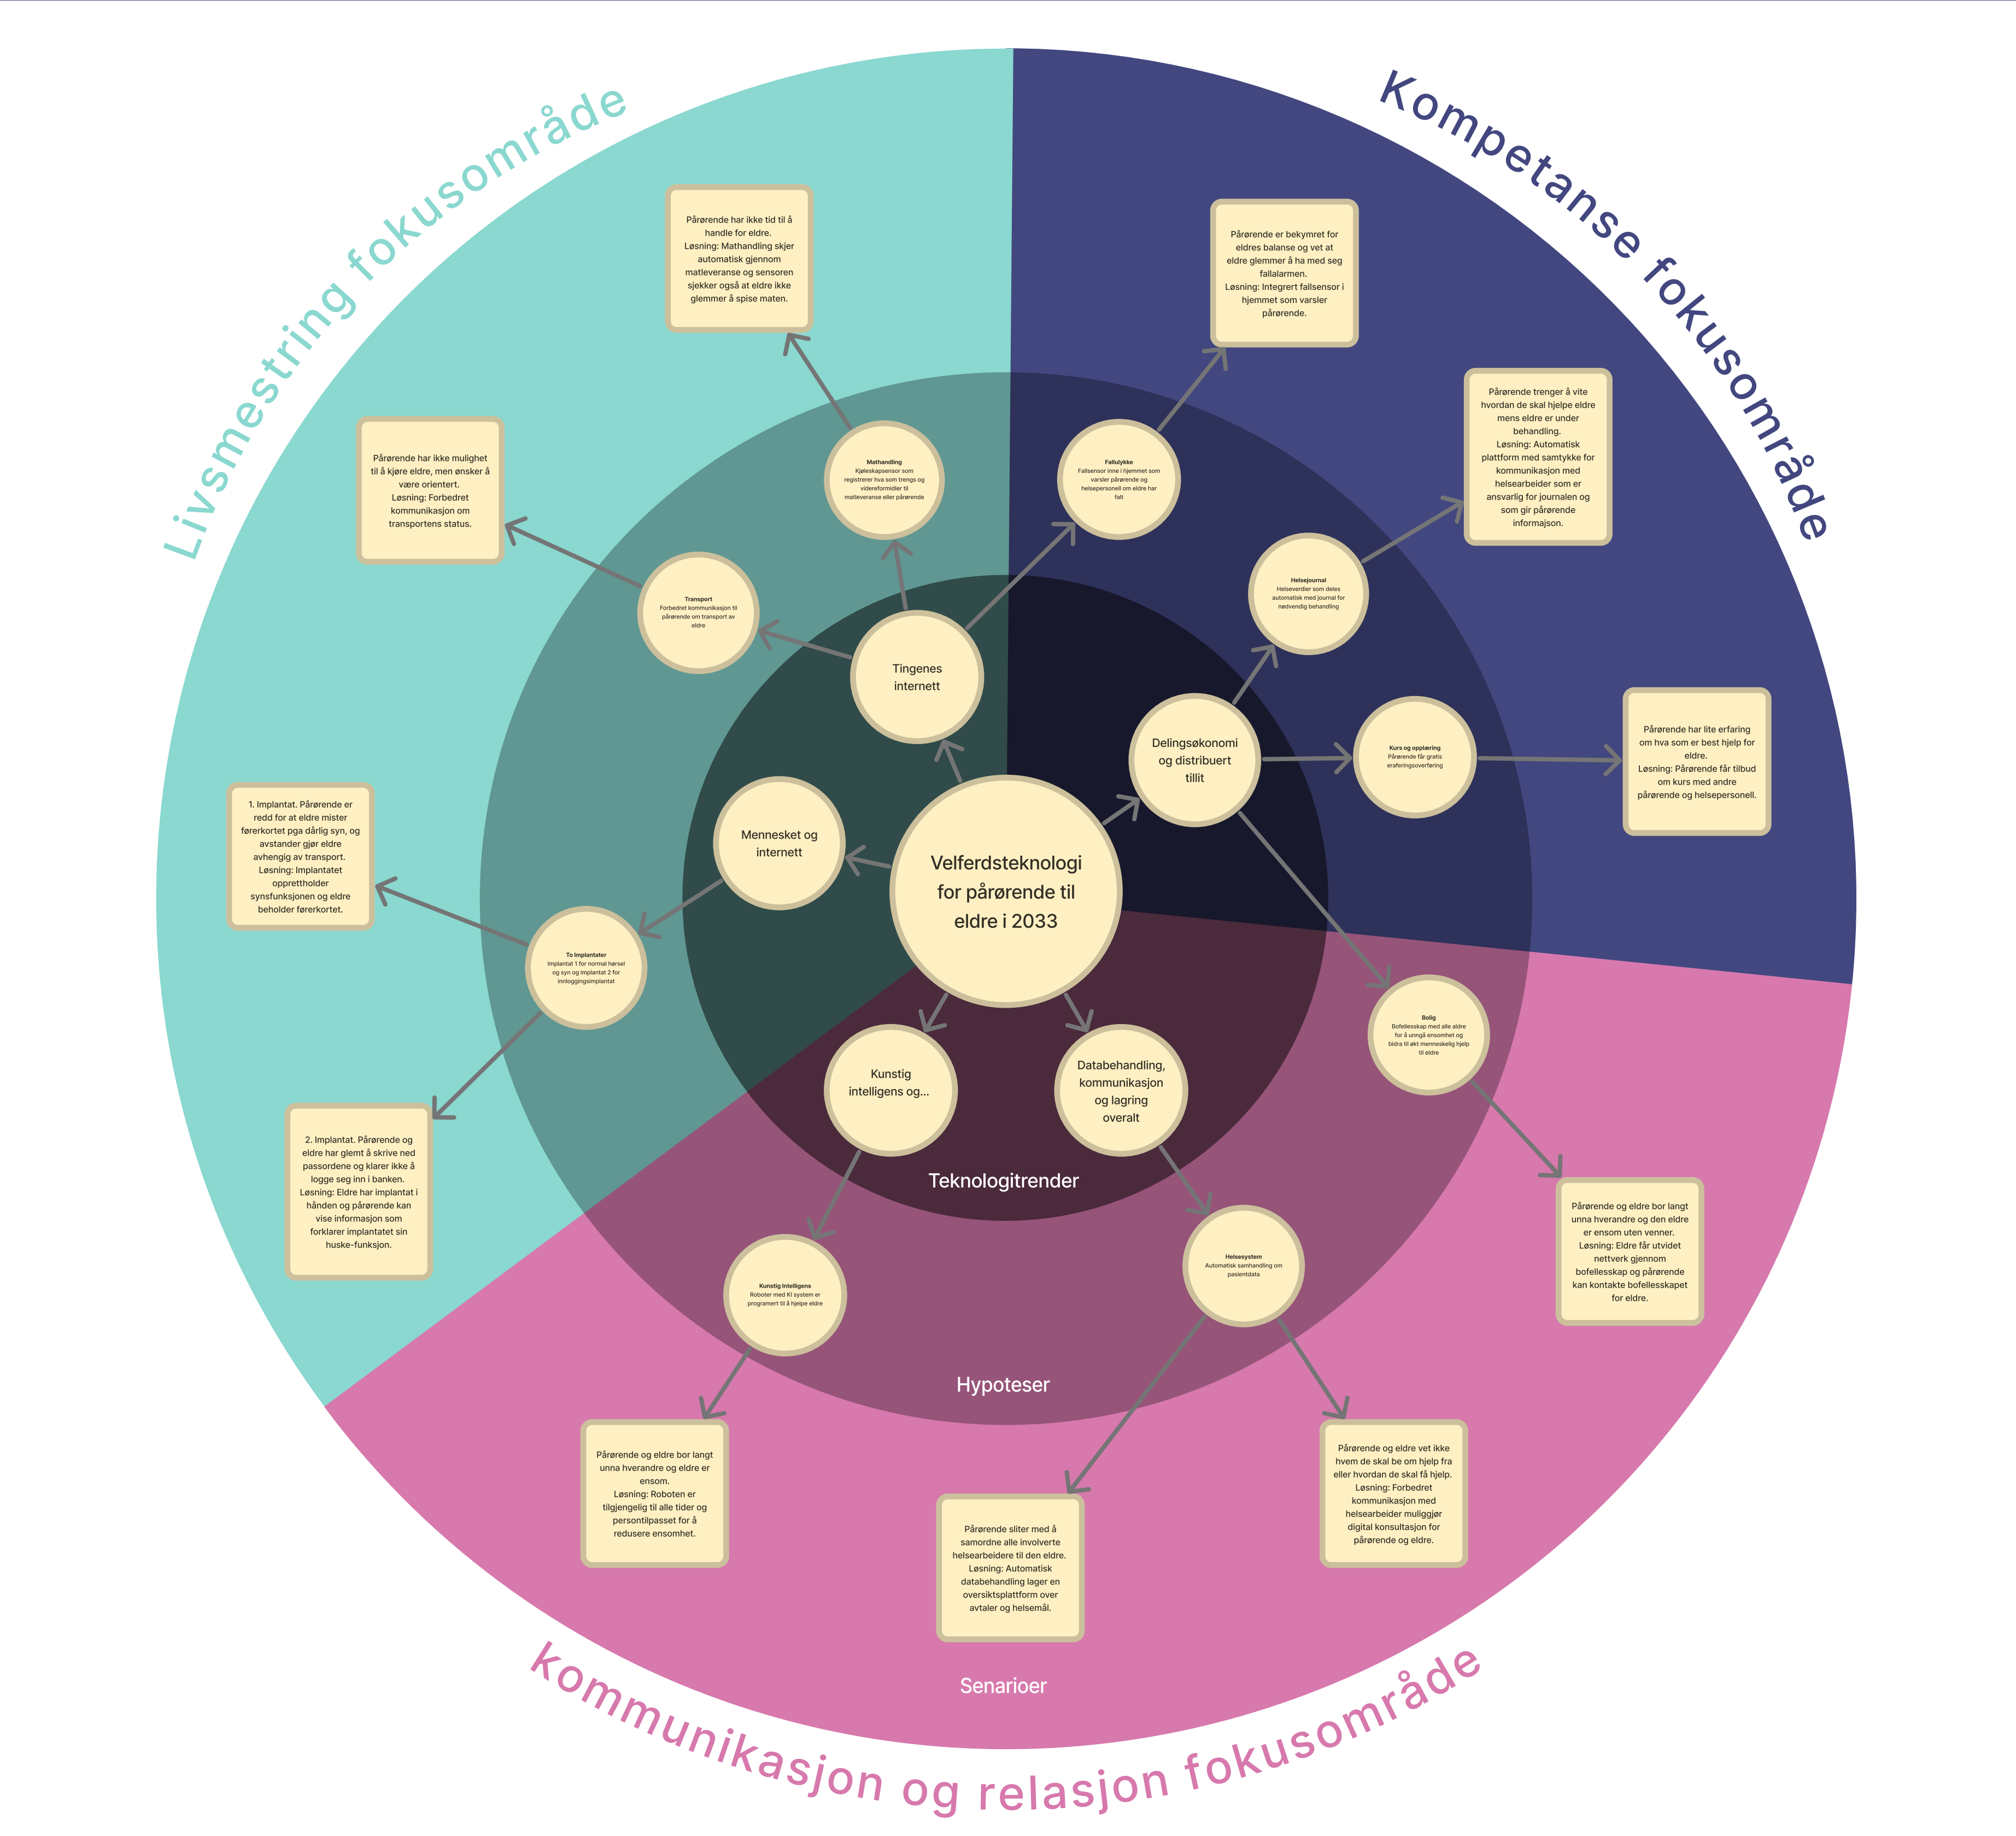 Livsmestring fokusområde
Kompetanse fokusområde
Pårørende har ikke tid til å
handle for eldre.
Løsning: Mathandling skjer
automatisk gjennom
matleveranse og sensoren
sjekker også at eldre ikke
glemmer å spise maten.
Pårørende er bekymret for
eldres balanse og vet at
eldre glemmer å ha med seg
fallalarmen.
Løsning: Integrert fallsensor i
hjemmet som varsler
pårørende.
Pårørende trenger å vite
hvordan de skal hjelpe eldre
mens eldre er under
behandling.
Løsning: Automatisk
plattform med samtykke for
kommunikasjon med
helsearbeider som er
ansvarlig for journalen og
som gir pårørende
informajson.
Pårørende har ikke mulighet
til å kjøre eldre, men ønsker å
være orientert.
Løsning: Forbedret
kommunikasjon om
transportens status.
Mathandling
Kjøleskapsensor som
registrerer hva som trengs og
videreformidler til
matleveranse eller pårørende
Fallulykke
Fallsensor inne i hjemmet som
varsler pårørende og
helsepersonell om eldre har
falt
Helsejournal
Helseverdier som deles
automatisk med journal for
nødvendig behandling
Transport
Forbedret kommunikasjon til
pårørende om transport av
eldre
Tingenes
internett
Delingsøkonomi
og distribuert
tillit
Kurs og opplæring
Pårørende får gratis
eraferingsoverføring
Pårørende har lite erfaring
om hva som er best hjelp for
eldre.
Løsning: Pårørende får tilbud
om kurs med andre
pårørende og helsepersonell.
1. Implantat. Pårørende er
redd for at eldre mister
førerkortet pga dårlig syn, og
avstander gjør eldre
avhengig av transport.
Løsning: Implantatet
opprettholder
synsfunksjonen og eldre
beholder førerkortet.
Mennesket og
internett
Velferdsteknologi
for pårørende til
eldre i 2033
To Implantater
Implantat 1 for normal hørsel
og syn og implantat 2 for
innloggingsimplantat
Bolig
Bofellesskap med alle aldre
for å unngå ensomhet og
bidra til økt menneskelig hjelp
til eldre
Kunstig
intelligens og...
Databehandling,
kommunikasjon
og lagring
overalt
2. Implantat. Pårørende og
eldre har glemt å skrive ned
passordene og klarer ikke å
logge seg inn i banken.
Løsning: Eldre har implantat i
hånden og pårørende kan
vise informasjon som
forklarer implantatet sin
huske-funksjon.
Teknologitrender
Pårørende og eldre bor langt
unna hverandre og den eldre
er ensom uten venner.
Løsning: Eldre får utvidet
nettverk gjennom
bofellesskap og pårørende
kan kontakte bofellesskapet
for eldre.
Kunstig Intelligens
Roboter med KI system er
programert til å hjelpe eldre
Helsesystem
Automatisk samhandling om
pasientdata
Hypoteser
Pårørende og eldre bor langt
unna hverandre og eldre er
ensom.
Løsning: Roboten er
tilgjengelig til alle tider og
persontilpasset for å
redusere ensomhet.
Pårørende sliter med å
samordne alle involverte
helsearbeidere til den eldre.
Løsning: Automatisk
databehandling lager en
oversiktsplattform over
avtaler og helsemål.
Pårørende og eldre vet ikke
hvem de skal be om hjelp fra
eller hvordan de skal få hjelp.
Løsning: Forbedret
kommunikasjon med
helsearbeider muliggjør
digital konsultasjon for
pårørende og eldre.
Senarioer
kommunikasjon og relasjon fokusområde